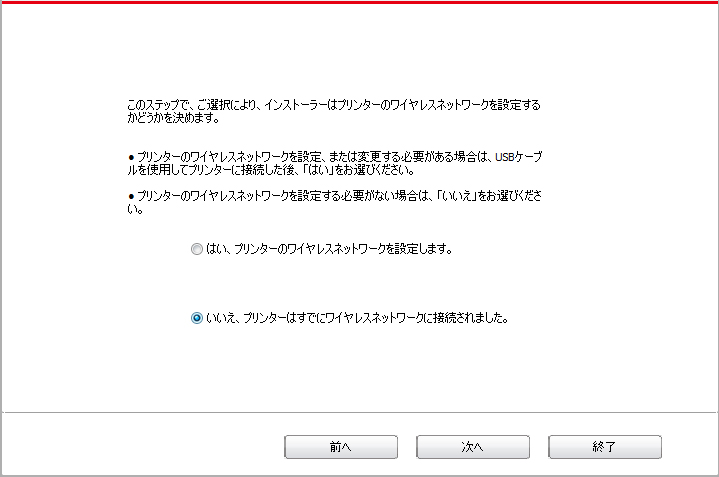 このステップで、ご選択により、インストーラーはプリンターのワイヤレスネットワークを設定する
かどうかを決めます。
● プリンターのワイヤレスネットワークを設定、または変更する必要がある場合は、USBケーブ
ルを使用してプリンターに接続した後、「はい」をお選びください。
● プリンターのワイヤレスネットワークを設定する必要がない場合は、「いいえ」をお選びくださ
い。
はい、プリンターのワイヤレスネットワークを設定します。
いいえ、プリンターはすでにワイヤレスネットワークに接続されました。
前へ 次へ 終了